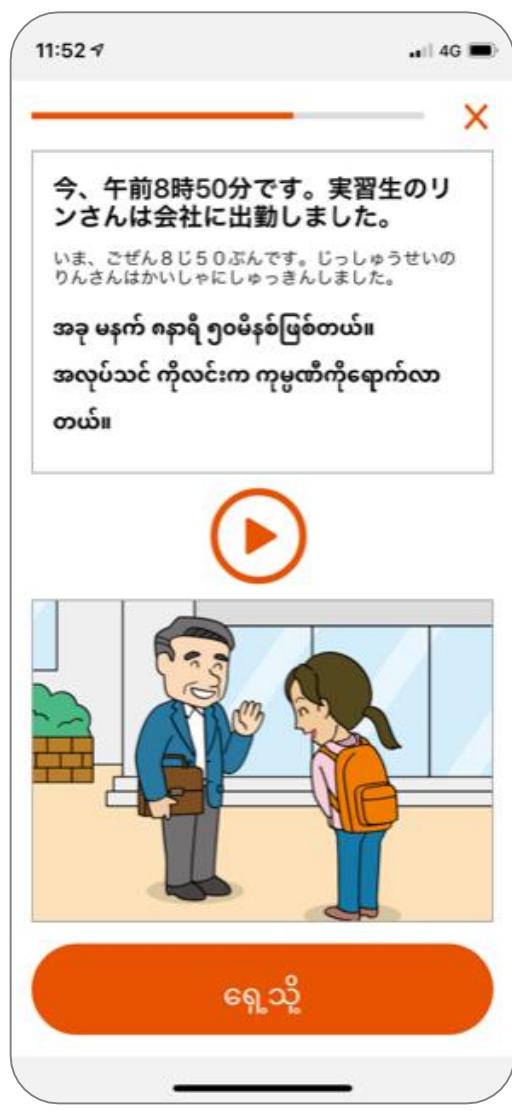 11:52
4G
今、午前8時50分です。実習生のリ
ンさんは会社に出勤しました。
いま、ごぜん８じ５０ぷんです。じっしゅうせいの
りんさんはかいしゃにしゅっきんしました。
အခု မနက် ၈နာရီ ၅၀မိနစ်ဖြစ်တယ်။
အလုပ်သင် ကိုလင်းက ကုမ္ပဏီကိုရောက်လာ
တယ်။
ရှေ့သို့